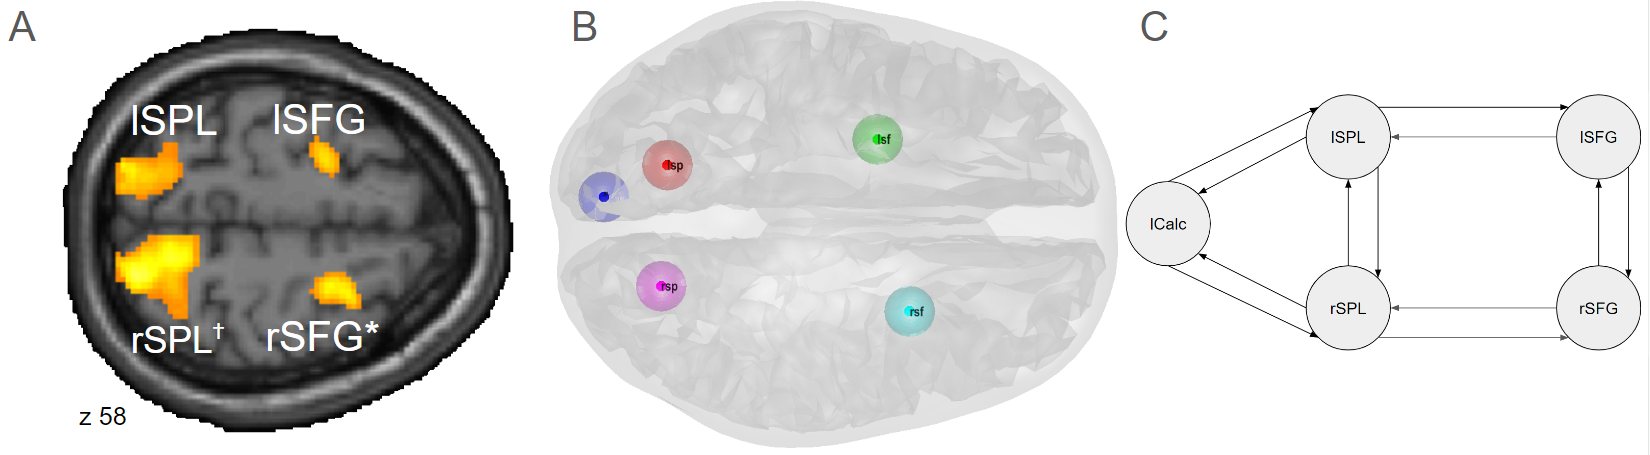 A
lSPL
lSFG
rSPL†
rSFG*
z 58
B
lsf
lsp
rsp
rsf
C
lSPL
lSFG
lCalc
rSPL
rSFG